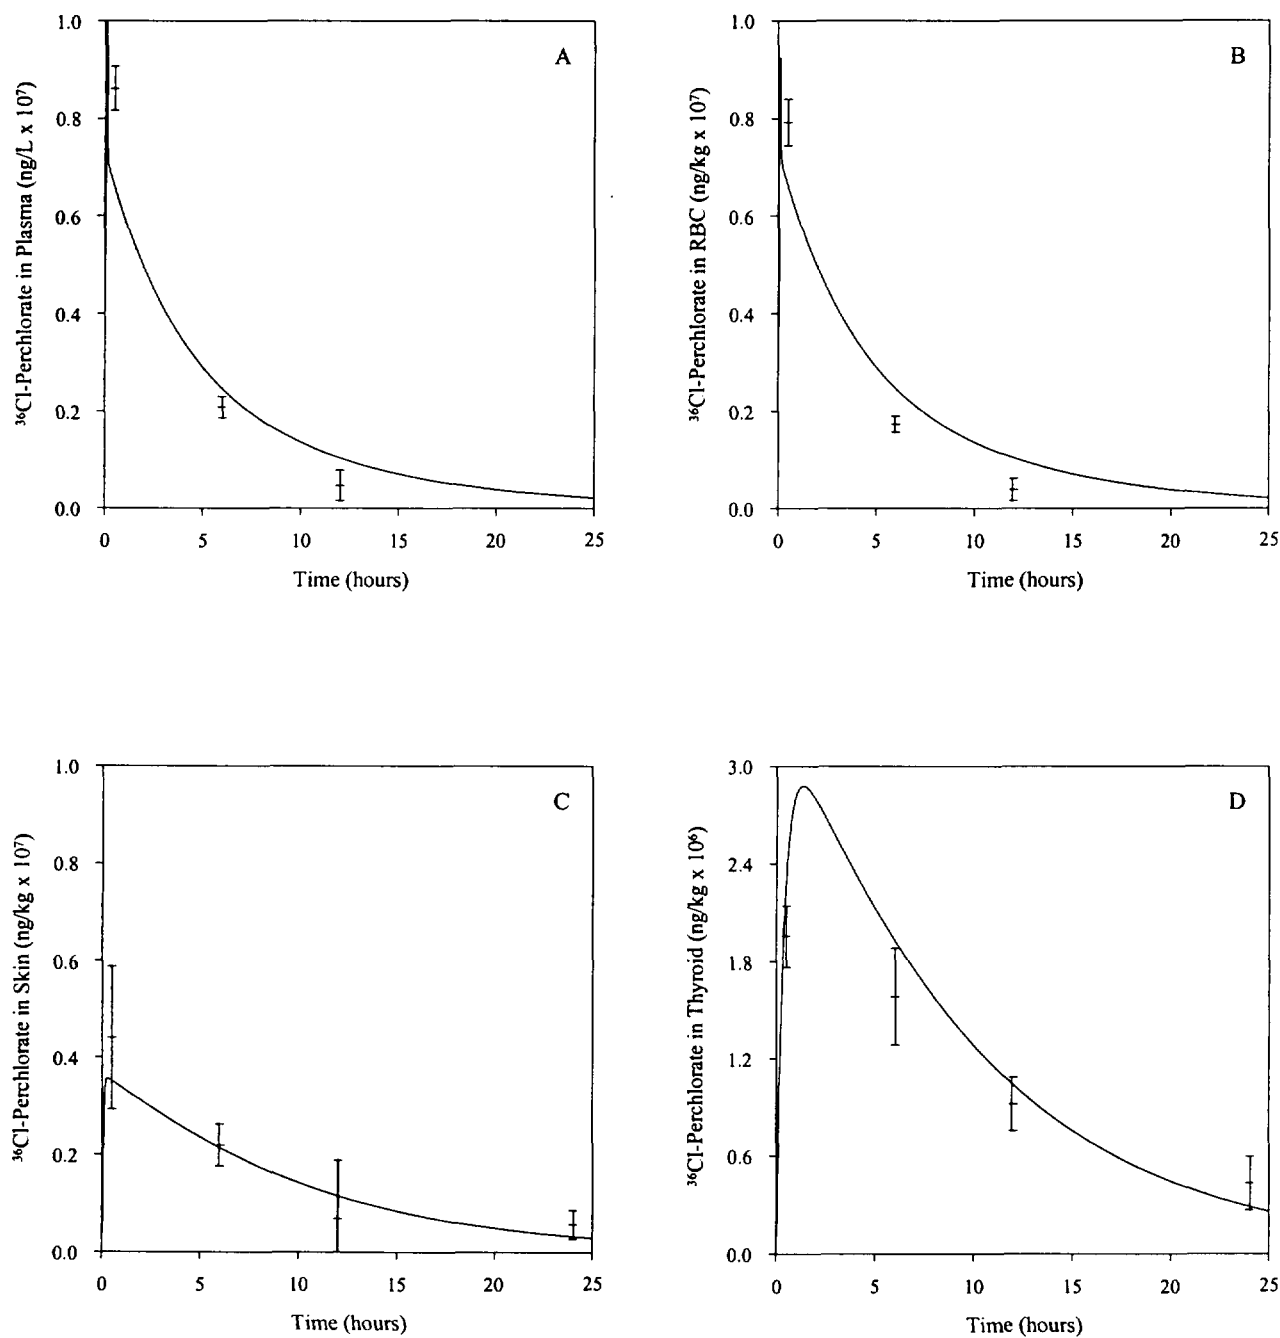 A
1.0
0.8
0.6
0.4
0.2
0.0
0 5 10 15 20 25
Time (hours)
³⁶Cl-Perchlorate in Plasma (ng/L x 10⁷)
B
1.0
0.8
0.6
0.4
0.2
0.0
0 5 10 15 20 25
Time (hours)
³⁶Cl-Perchlorate in RBC (ng/kg x 10⁷)
C
1.0
0.8
0.6
0.4
0.2
0.0
0 5 10 15 20 25
Time (hours)
³⁶Cl-Perchlorate in Skin (ng/kg x 10⁷)
D
3.0
2.4
1.8
1.2
0.6
0.0
0 5 10 15 20 25
Time (hours)
³⁶Cl-Perchlorate in Thyroid (ng/kg x 10⁶)